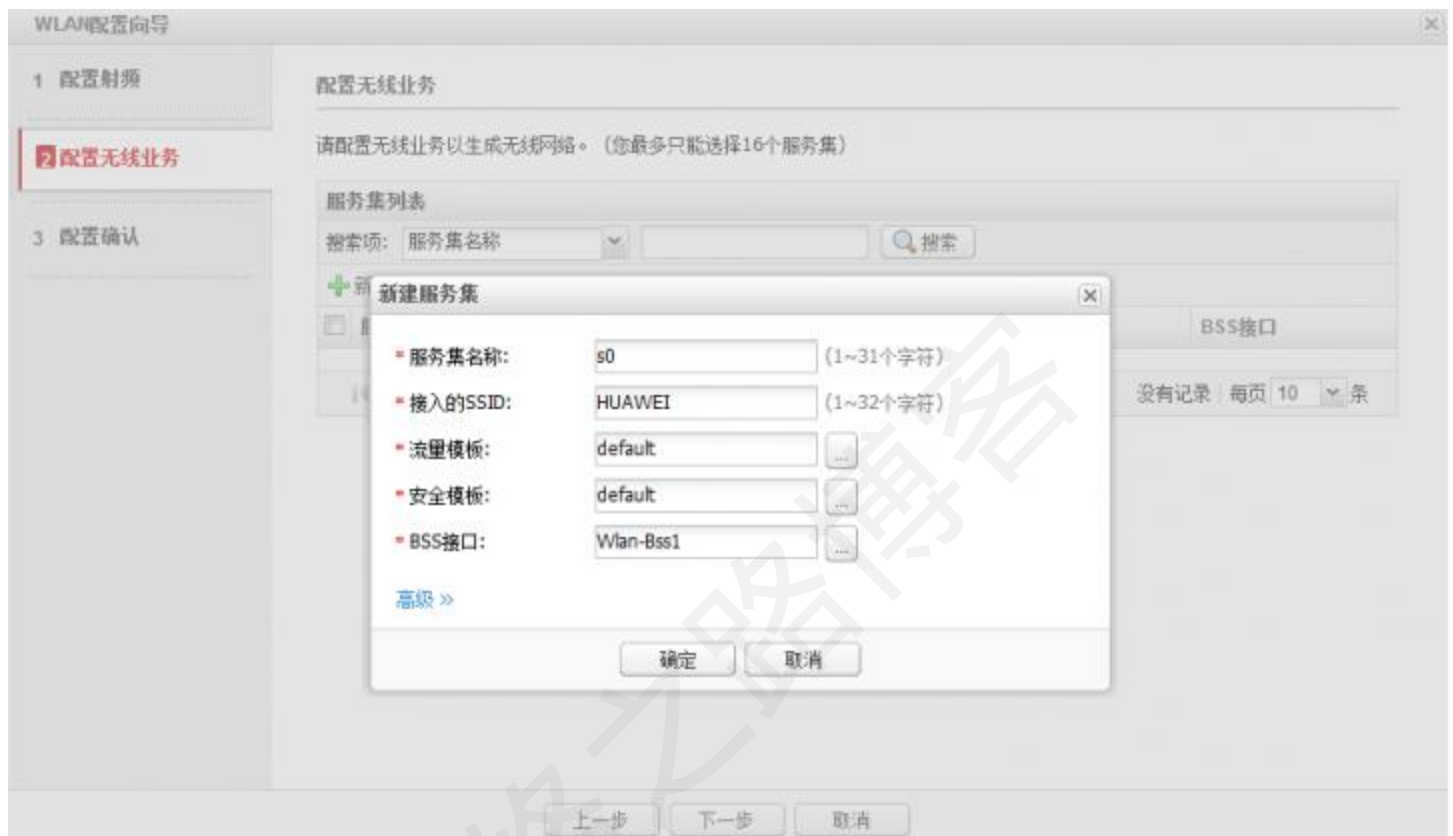 WLAN配置向导
1 配置射频
2 配置无线业务
3 配置确认
配置无线业务
请配置无线业务以生成无线网络。（您最多只能选择16个服务集）
服务集列表
搜索项: 服务集名称 搜索
新
BSS接口
没有记录 每页 10 条
新建服务集
*服务集名称: s0 (1~31个字符)
*接入的SSID: HUAWEI (1~32个字符)
*流量模板: default ...
*安全模板: default ...
*BSS接口: Wlan-Bss1 ...
高级 »
确定 取消
上一步 下一步 取消
之路博客